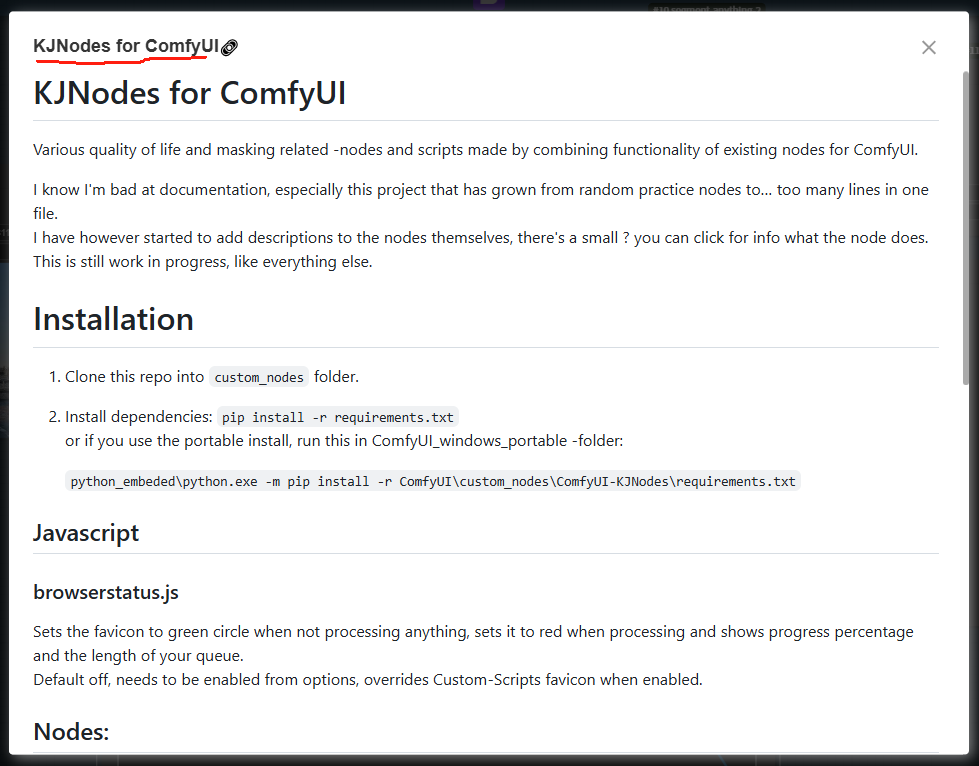 #10 segment anything 2
KJNodes for ComfyUI
KJNodes for ComfyUI
Various quality of life and masking related -nodes and scripts made by combining functionality of existing nodes for ComfyUI.
I know I'm bad at documentation, especially this project that has grown from random practice nodes to... too many lines in one
file.
I have however started to add descriptions to the nodes themselves, there's a small ? you can click for info what the node does.
This is still work in progress, like everything else.
Installation
1. Clone this repo into custom_nodes folder.
2. Install dependencies: pip install -r requirements.txt
or if you use the portable install, run this in ComfyUI_windows_portable -folder:
python_embeded\python.exe -m pip install -r ComfyUI\custom_nodes\ComfyUI-KJNodes\requirements.txt
Javascript
browserstatus.js
Sets the favicon to green circle when not processing anything, sets it to red when processing and shows progress percentage
and the length of your queue.
Default off, needs to be enabled from options, overrides Custom-Scripts favicon when enabled.
Nodes: